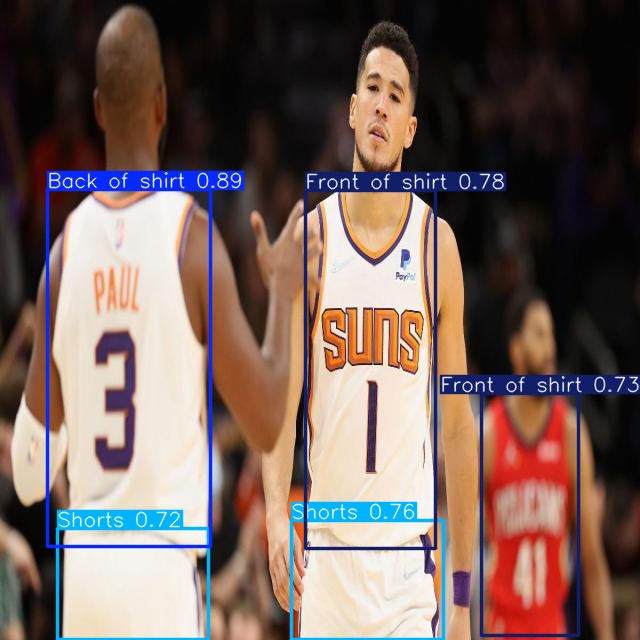 Back of shirt 0.89
Front of shirt 0.78
PAUL
3
PayPal
SUNS
1
Front of shirt 0.73
PELICANS
41
Shorts 0.72
Shorts 0.76